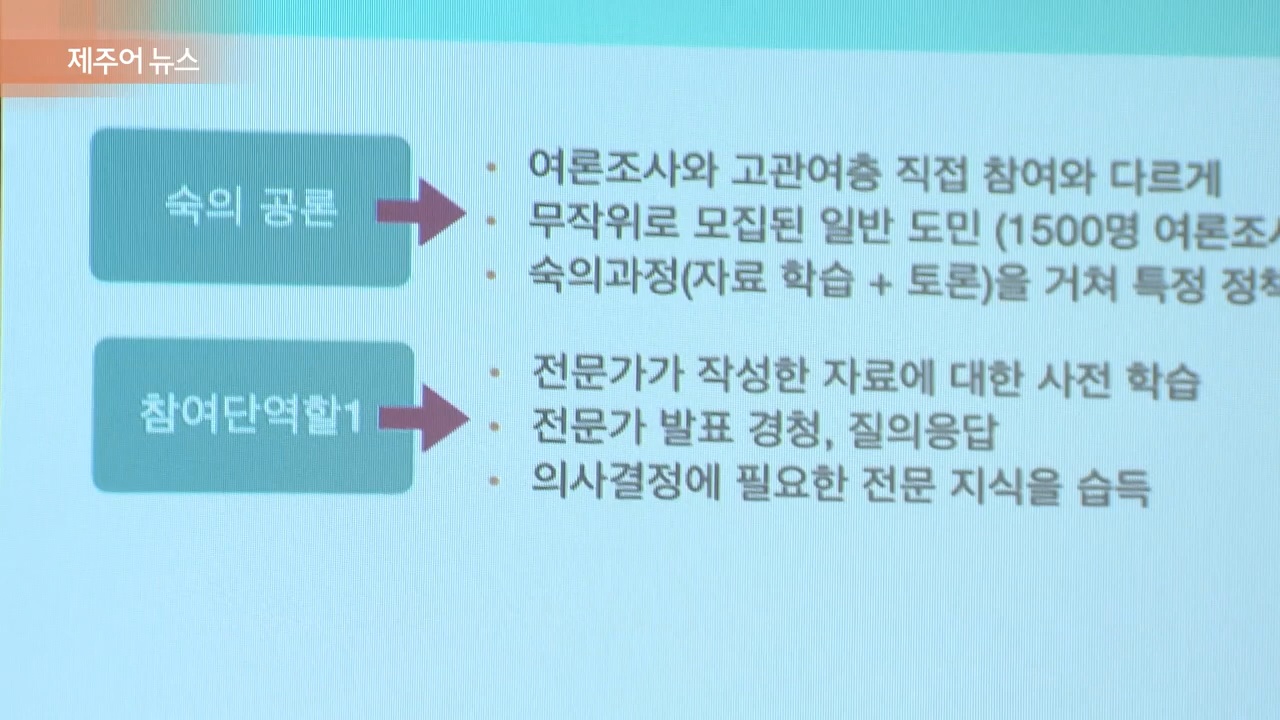 제주어 뉴스
숙의 공론
여론조사와 고관여층 직접 참여와 다르게
무작위로 모집된 일반 도민 (1500명 여론조사
숙의과정(자료 학습 + 토론)을 거쳐 특정 정책
참여단역할1
전문가가 작성한 자료에 대한 사전 학습
전문가 발표 경청, 질의응답
의사결정에 필요한 전문 지식을 습득